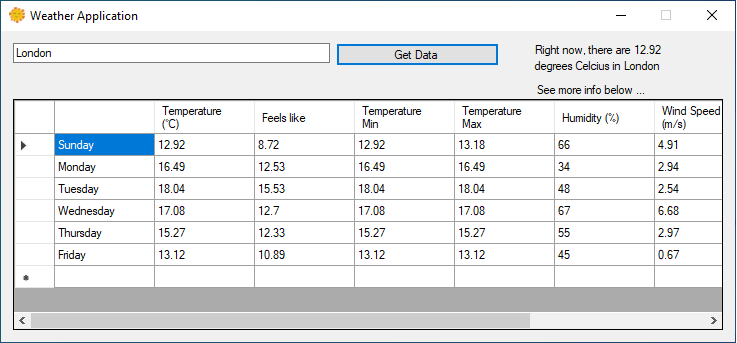 Weather Application
London
Get Data
Right now, there are 12.92
degrees Celcius in London
See more info below ...
Temperature (°C) Feels like Temperature Min Temperature Max Humidity (%) Wind Speed (m/s)
Sunday 12.92 8.72 12.92 13.18 66 4.91
Monday 16.49 12.53 16.49 16.49 34 2.94
Tuesday 18.04 15.53 18.04 18.04 48 2.54
Wednesday 17.08 12.7 17.08 17.08 67 6.68
Thursday 15.27 12.33 15.27 15.27 55 2.97
Friday 13.12 10.89 13.12 13.12 45 0.67